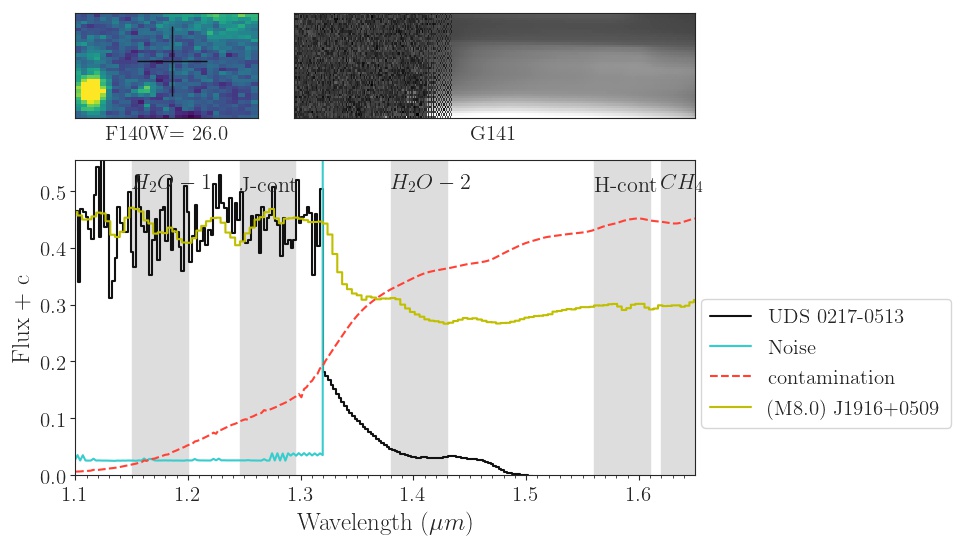 F140W= 26.0
G141
H₂O − 1
J-cont
H₂O − 2
H-cont
CH₄
0.5
0.4
0.3
0.2
0.1
0.0
Flux + c
1.1
1.2
1.3
1.4
1.5
1.6
Wavelength (μm)
UDS 0217-0513
Noise
contamination
(M8.0) J1916+0509